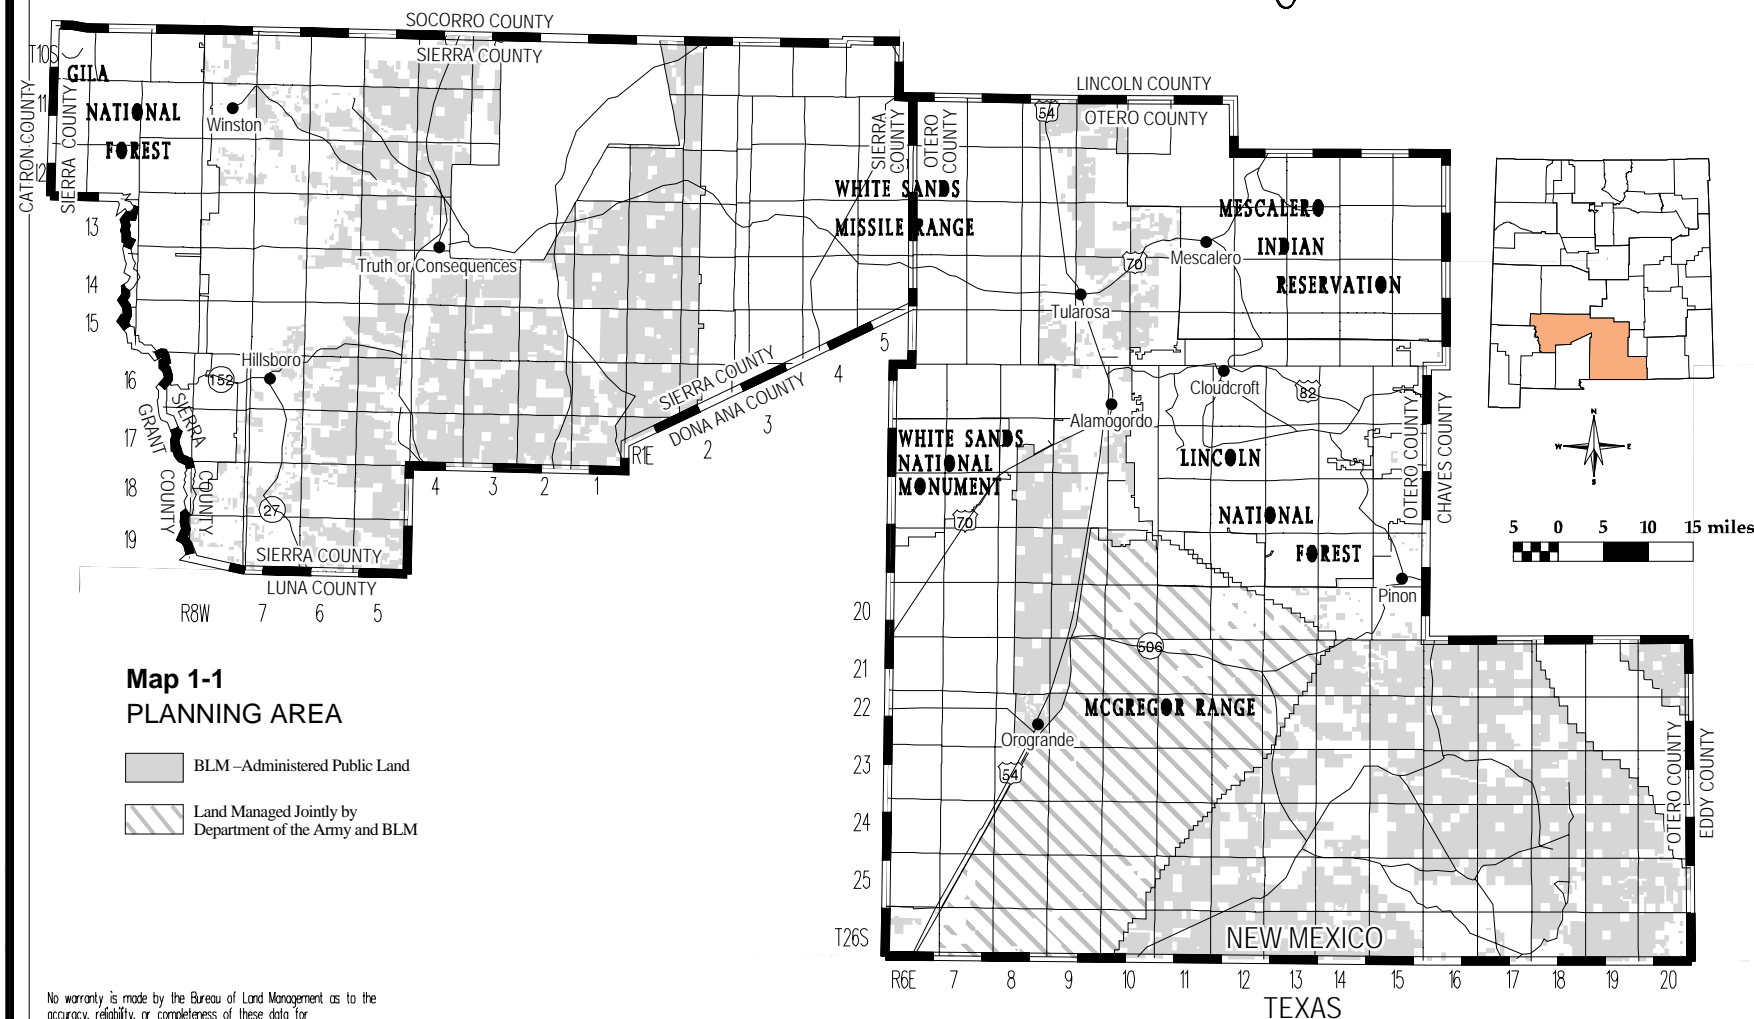 SOCORRO COUNTY
SIERRA COUNTY
T10S
GILA
NATIONAL
FOREST
CATRON COUNTY
SIERRA COUNTY
11
12
13
14
15
16
17
18
19
Winston
Truth or Consequences
Hillsboro
152
27
SIERRA
COUNTY
GRANT
COUNTY
SIERRA COUNTY
LUNA COUNTY
R8W 7 6 5
4 3 2 1
R1E
2
3
4
5
SIERRA COUNTY
DONA ANA COUNTY
SIERRA
COUNTY
OTERO
COUNTY
WHITE SANDS
MISSILE RANGE
LINCOLN COUNTY
OTERO COUNTY
54
70
MESCALERO
INDIAN
RESERVATION
Mescalero
Tularosa
Cloudcroft
82
Alamogordo
WHITE SANDS
NATIONAL
MONUMENT
LINCOLN
NATIONAL
FOREST
OTERO COUNTY
CHAVES COUNTY
70
Pinon
506
MCGREGOR RANGE
Orogrande
54
20
21
22
23
24
25
T26S
OTERO COUNTY
EDDY COUNTY
NEW MEXICO
R6E 7 8 9 10 11 12 13 14 15 16 17 18 19 20
TEXAS
N
W E
S
5 0 5 10 15 miles
Map 1-1
PLANNING AREA
BLM –Administered Public Land
Land Managed Jointly by
Department of the Army and BLM
No warranty is made by the Bureau of Land Management as to the
accuracy, reliability, or completeness of these data for